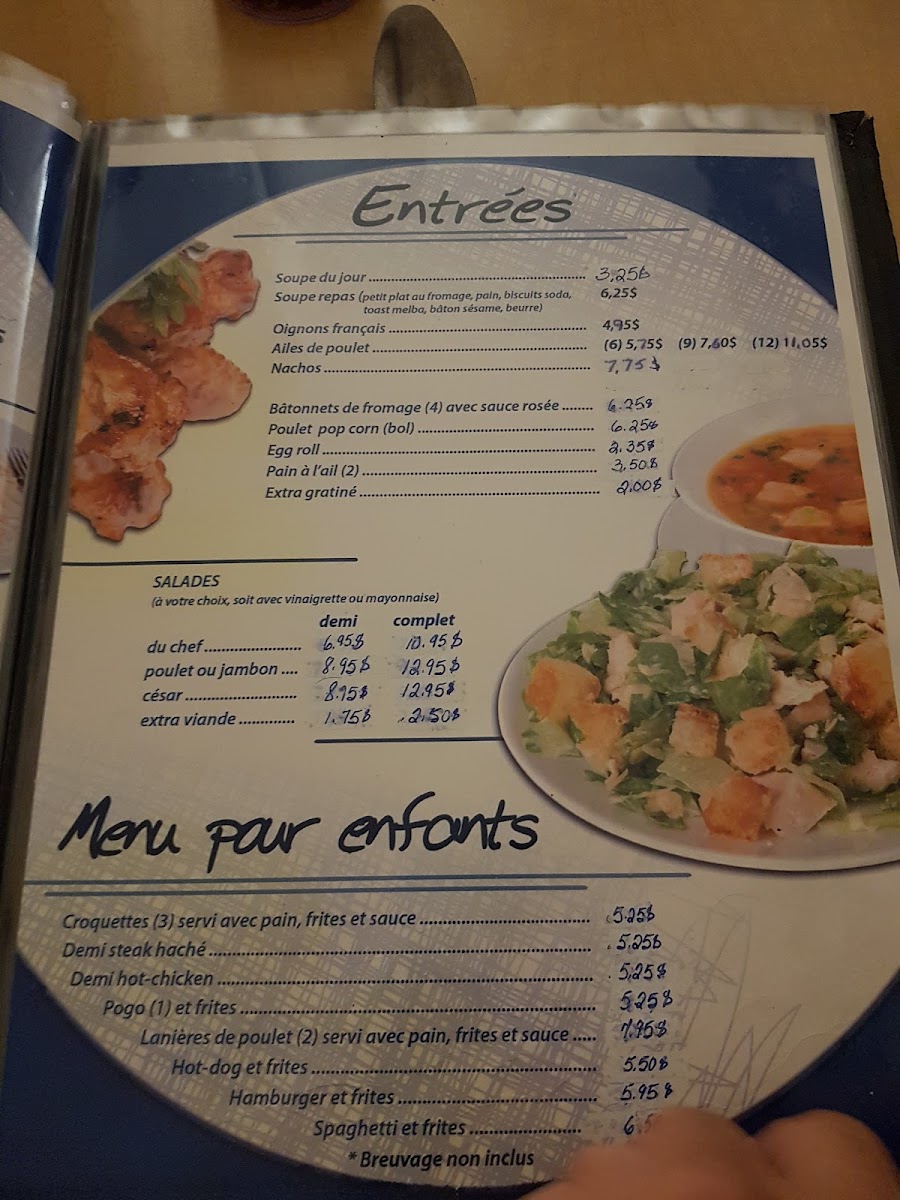 Entrées
Soupe du jour ........ 3,25$
Soupe repas (petit plat au fromage, pain, biscuits soda, 6,25$
toast melba, bâton sésame, beurre)
Oignons français ........ 4,95$
Ailes de poulet ........ (6) 5,75$ (9) 7,60$ (12) 11,05$
Nachos ........ 7,75$
Bâtonnets de fromage (4) avec sauce rosée ........ 6.25$
Poulet pop corn (bol) ........ 6.25$
Egg roll ........ 2.35$
Pain à l'ail (2) ........ 3,50$
Extra gratiné ........ 2.00$
SALADES
(à votre choix, soit avec vinaigrette ou mayonnaise)
demi complet
du chef ........ 6.95$ 10.95$
poulet ou jambon .... 8.95$ 12.95$
césar ........ 8.95$ 12.95$
extra viande ........ 1.75$ 2.50$
Menu pour enfants
Croquettes (3) servi avec pain, frites et sauce ........ 5.25$
Demi steak haché ........ 5.25$
Demi hot-chicken ........ 5,25$
Pogo (1) et frites ........ 5.25$
Lanières de poulet (2) servi avec pain, frites et sauce ..... 7.95$
Hot-dog et frites ........ 5.50$
Hamburger et frites ........ 5.95$
Spaghetti et frites ........ 6.
* Breuvage non inclus